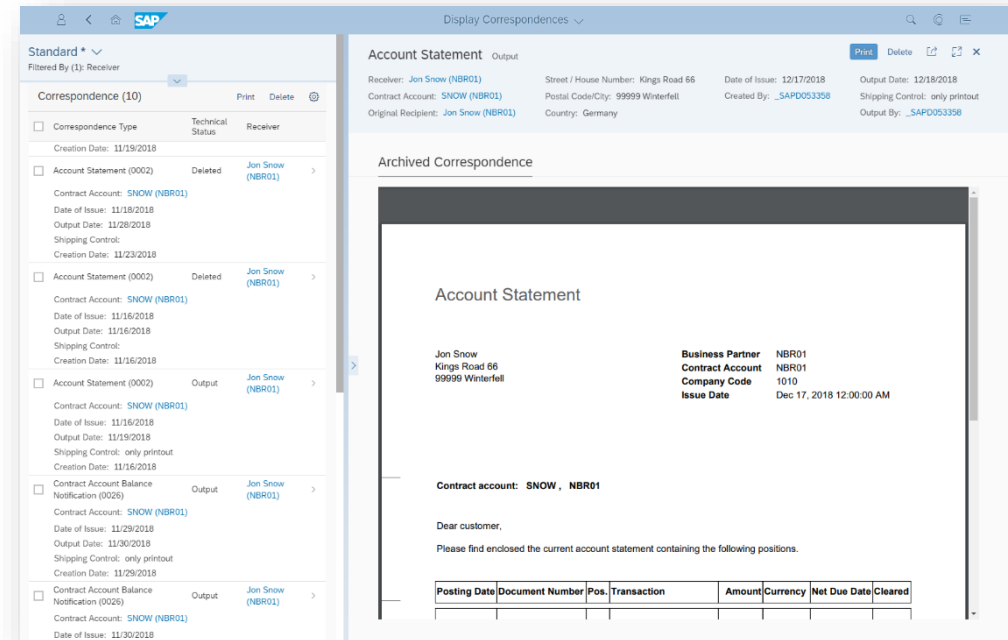 SAP
Display Correspondences
Standard *
Filtered By (1): Receiver
Correspondence (10)
Print Delete
Correspondence Type
Technical Status
Receiver
Creation Date: 11/19/2018
Account Statement (0002) Deleted Jon Snow (NBR01)
Contract Account: SNOW (NBR01)
Date of Issue: 11/18/2018
Output Date: 11/28/2018
Shipping Control:
Creation Date: 11/23/2018
Account Statement (0002) Deleted Jon Snow (NBR01)
Contract Account: SNOW (NBR01)
Date of Issue: 11/16/2018
Output Date: 11/16/2018
Shipping Control:
Creation Date: 11/16/2018
Account Statement (0002) Output Jon Snow (NBR01)
Contract Account: SNOW (NBR01)
Date of Issue: 11/16/2018
Output Date: 11/19/2018
Shipping Control: only printout
Creation Date: 11/16/2018
Contract Account Balance Notification (0026) Output Jon Snow (NBR01)
Contract Account: SNOW (NBR01)
Date of Issue: 11/29/2018
Output Date: 11/30/2018
Shipping Control: only printout
Creation Date: 11/29/2018
Contract Account Balance Notification (0026) Output Jon Snow (NBR01)
Contract Account: SNOW (NBR01)
Date of Issue: 11/30/2018
Account Statement Output
Print Delete
Receiver: Jon Snow (NBR01) Street / House Number: Kings Road 66 Date of Issue: 12/17/2018 Output Date: 12/18/2018
Contract Account: SNOW (NBR01) Postal Code/City: 99999 Winterfell Created By: _SAPD053358 Shipping Control: only printout
Original Recipient: Jon Snow (NBR01) Country: Germany Output By: _SAPD053358
Archived Correspondence
Account Statement
Jon Snow
Kings Road 66
99999 Winterfell
Business Partner NBR01
Contract Account NBR01
Company Code 1010
Issue Date Dec 17, 2018 12:00:00 AM
Contract account: SNOW , NBR01
Dear customer,
Please find enclosed the current account statement containing the following positions.
Posting Date Document Number Pos. Transaction Amount Currency Net Due Date Cleared